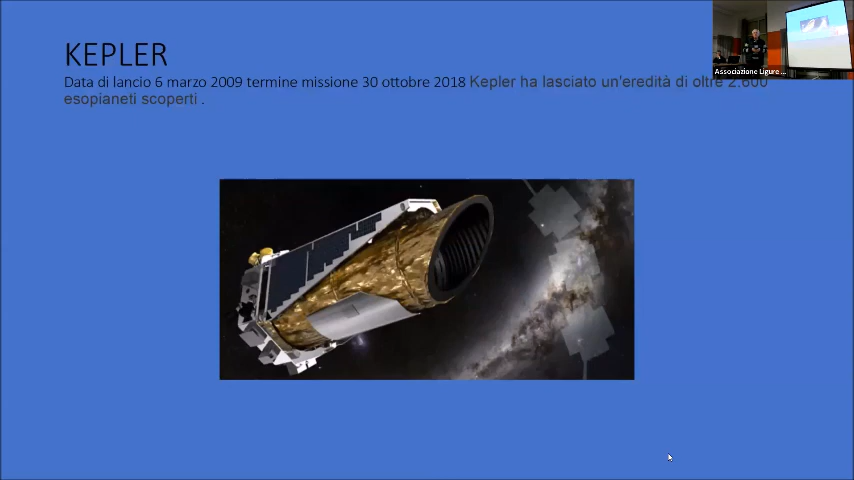 KEPLER
Data di lancio 6 marzo 2009 termine missione 30 ottobre 2018 Kepler ha lasciato un'eredità di oltre 2.600
esopianeti scoperti .
Associazione Ligure ...